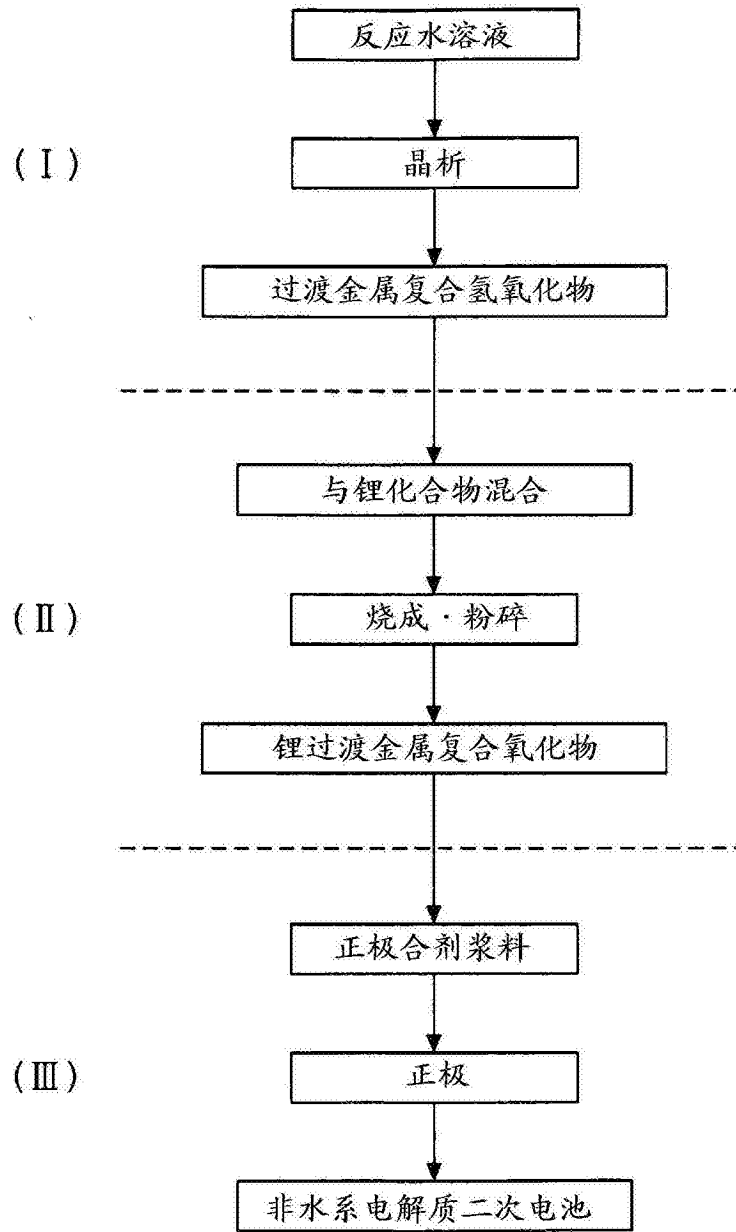 反应水溶液
(Ⅰ)
晶析
过渡金属复合氢氧化物
与锂化合物混合
(Ⅱ)
烧成·粉碎
锂过渡金属复合氧化物
正极合剂浆料
(Ⅲ)
正极
非水系电解质二次电池